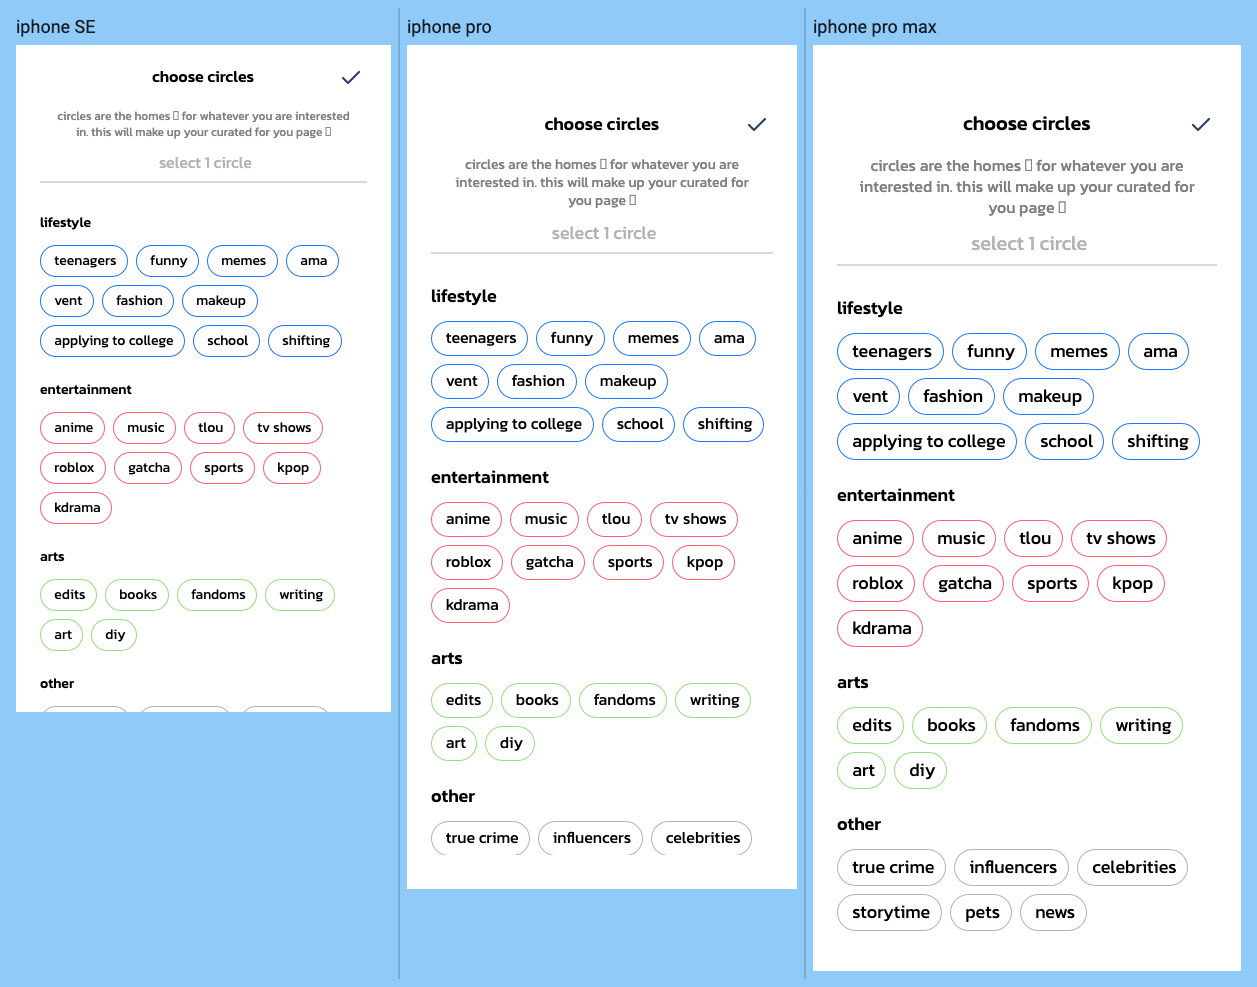 iphone SE
choose circles
circles are the homes ▯ for whatever you are interested
in. this will make up your curated for you page ▯
select 1 circle
lifestyle
teenagers funny memes ama
vent fashion makeup
applying to college school shifting
entertainment
anime music tlou tv shows
roblox gatcha sports kpop
kdrama
arts
edits books fandoms writing
art diy
other
iphone pro
choose circles
circles are the homes ▯ for whatever you are
interested in. this will make up your curated for
you page ▯
select 1 circle
lifestyle
teenagers funny memes ama
vent fashion makeup
applying to college school shifting
entertainment
anime music tlou tv shows
roblox gatcha sports kpop
kdrama
arts
edits books fandoms writing
art diy
other
true crime influencers celebrities
iphone pro max
choose circles
circles are the homes ▯ for whatever you are
interested in. this will make up your curated for
you page ▯
select 1 circle
lifestyle
teenagers funny memes ama
vent fashion makeup
applying to college school shifting
entertainment
anime music tlou tv shows
roblox gatcha sports kpop
kdrama
arts
edits books fandoms writing
art diy
other
true crime influencers celebrities
storytime pets news